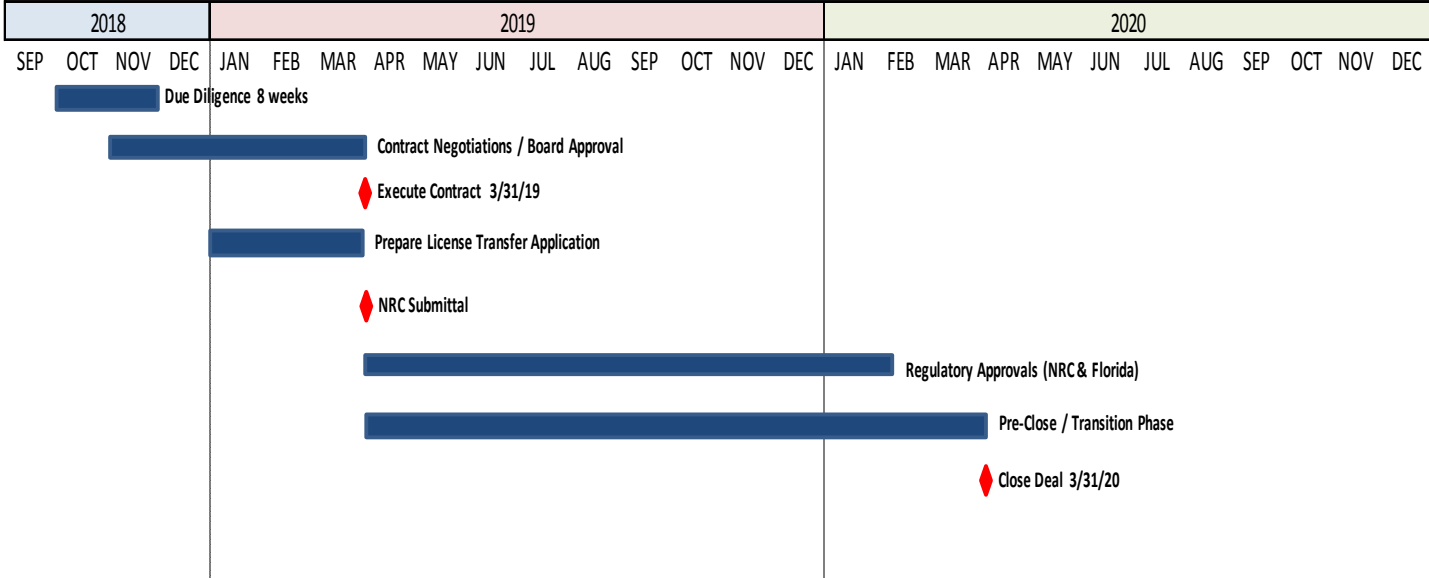 2018 2019 2020
SEP OCT NOV DEC JAN FEB MAR APR MAY JUN JUL AUG SEP OCT NOV DEC JAN FEB MAR APR MAY JUN JUL AUG SEP OCT NOV DEC
Due Diligence 8 weeks
Contract Negotiations / Board Approval
Execute Contract 3/31/19
Prepare License Transfer Application
NRC Submittal
Regulatory Approvals (NRC & Florida)
Pre-Close / Transition Phase
Close Deal 3/31/20